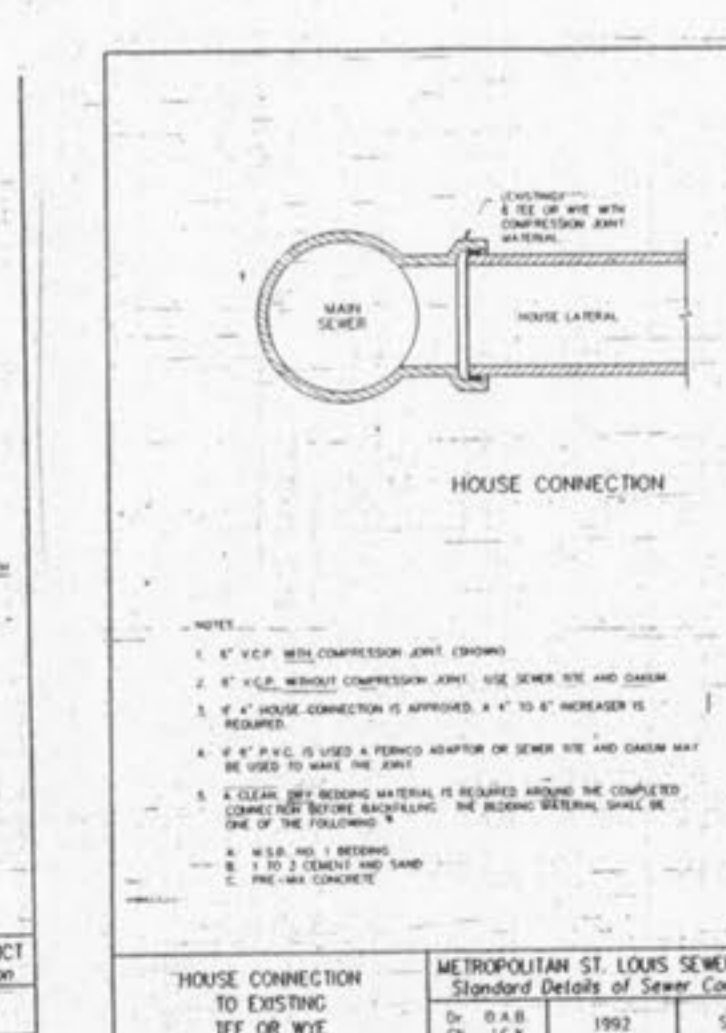 (EXISTING)
6 TEE OR WYE WITH
COMPRESSION JOINT
MATERIAL
MAIN
SEWER
HOUSE LATERAL
HOUSE CONNECTION
NOTES
1. 6" V.C.P. WITH COMPRESSION JOINT. (SHOWN)
2. 6" V.C.P. WITHOUT COMPRESSION JOINT. USE SEWER TITE AND OAKUM.
3. IF 4" HOUSE CONNECTION IS APPROVED, A 4" TO 6" INCREASER IS
REQUIRED.
4. IF 6" P.V.C. IS USED A FERNCO ADAPTOR OR SEWER TITE AND OAKUM MAY
BE USED TO MAKE THE JOINT.
5. A CLEAN, DRY BEDDING MATERIAL IS REQUIRED AROUND THE COMPLETED
CONNECTION BEFORE BACKFILLING. THE BEDDING MATERIAL SHALL BE
ONE OF THE FOLLOWING
A. M.S.D. NO. 1 BEDDING
B. 1 TO 2 CEMENT AND SAND
C. PRE-MIX CONCRETE
CT
on
HOUSE CONNECTION
TO EXISTING
TEE OR WYE
METROPOLITAN ST. LOUIS SEWE
Standard Details of Sewer Co
Dr. D.A.B.
1992